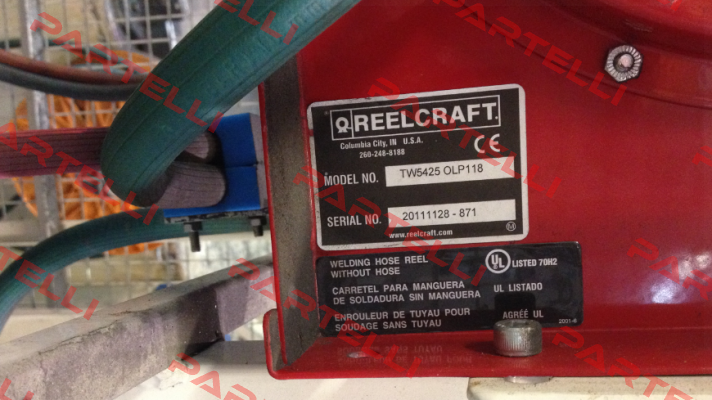 REELCRAFT.
Columbia City, IN U.S.A.
260-248-8188
CE
MODEL NO. TW5425 OLP118
SERIAL NO. 20111128 - 871
www.reelcraft.com
M
WELDING HOSE REEL
WITHOUT HOSE
UL LISTED 70H2
CARRETEL PARA MANGUERA
DE SOLDADURA SIN MANGUERA
UL LISTADO
ENROULEUR DE TUYAU POUR
SOUDAGE SANS TUYAU
AGRÉÉ UL
PARTELLI
PARTELLI
PARTELLI
PARTELLI
PARTELLI
PARTELLI